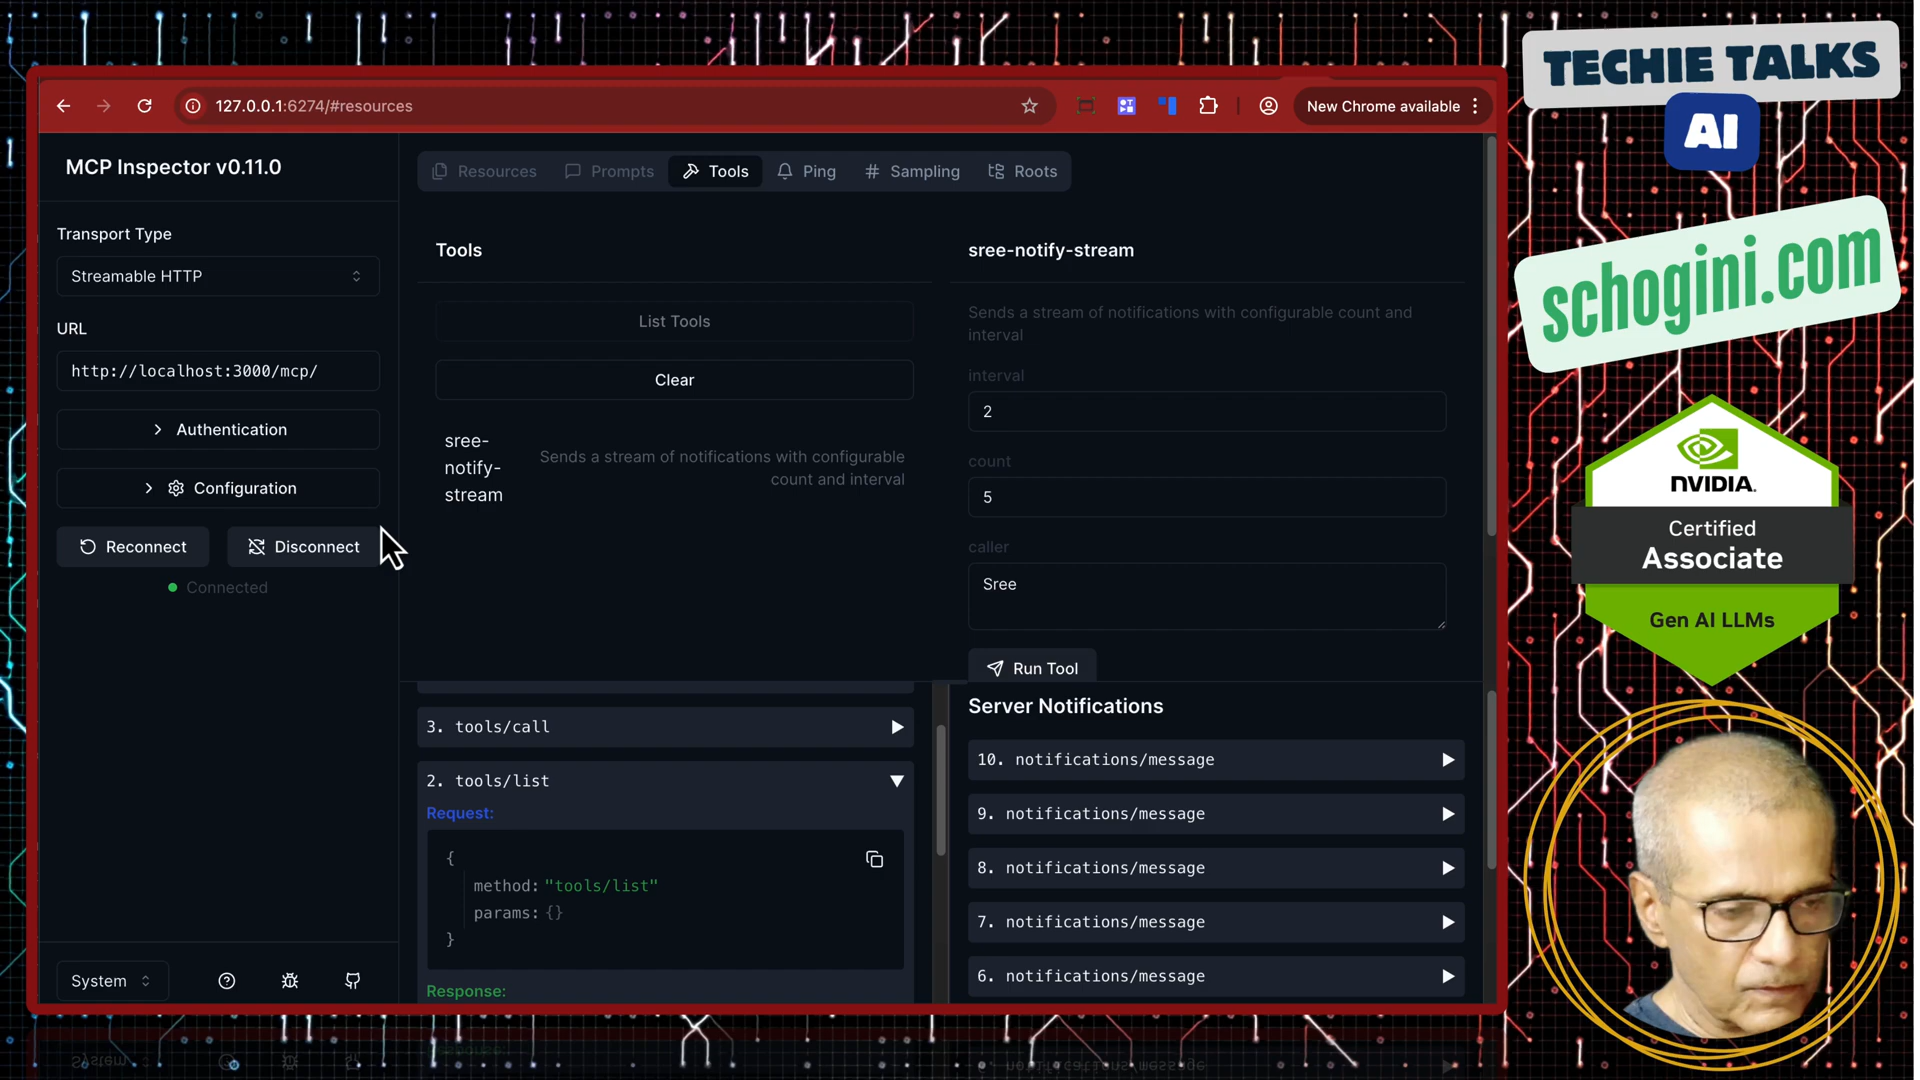 127.0.0.1:6274/#resources
New Chrome available
MCP Inspector v0.11.0
Transport Type
Streamable HTTP
URL
http://localhost:3000/mcp/
Authentication
Configuration
Reconnect
Disconnect
Connected
System
Resources
Prompts
Tools
Ping
Sampling
Roots
Tools
List Tools
Clear
sree-
notify-
stream
Sends a stream of notifications with configurable
count and interval
sree-notify-stream
Sends a stream of notifications with configurable count and
interval
interval
2
count
5
caller
Sree
Run Tool
3. tools/call
2. tools/list
Request:
{
method: "tools/list"
params: {}
}
Response:
Server Notifications
10. notifications/message
9. notifications/message
8. notifications/message
7. notifications/message
6. notifications/message
TECHIE TALKS
AI
schogini.com
NVIDIA.
Certified
Associate
Gen AI LLMs
System
notifications/message